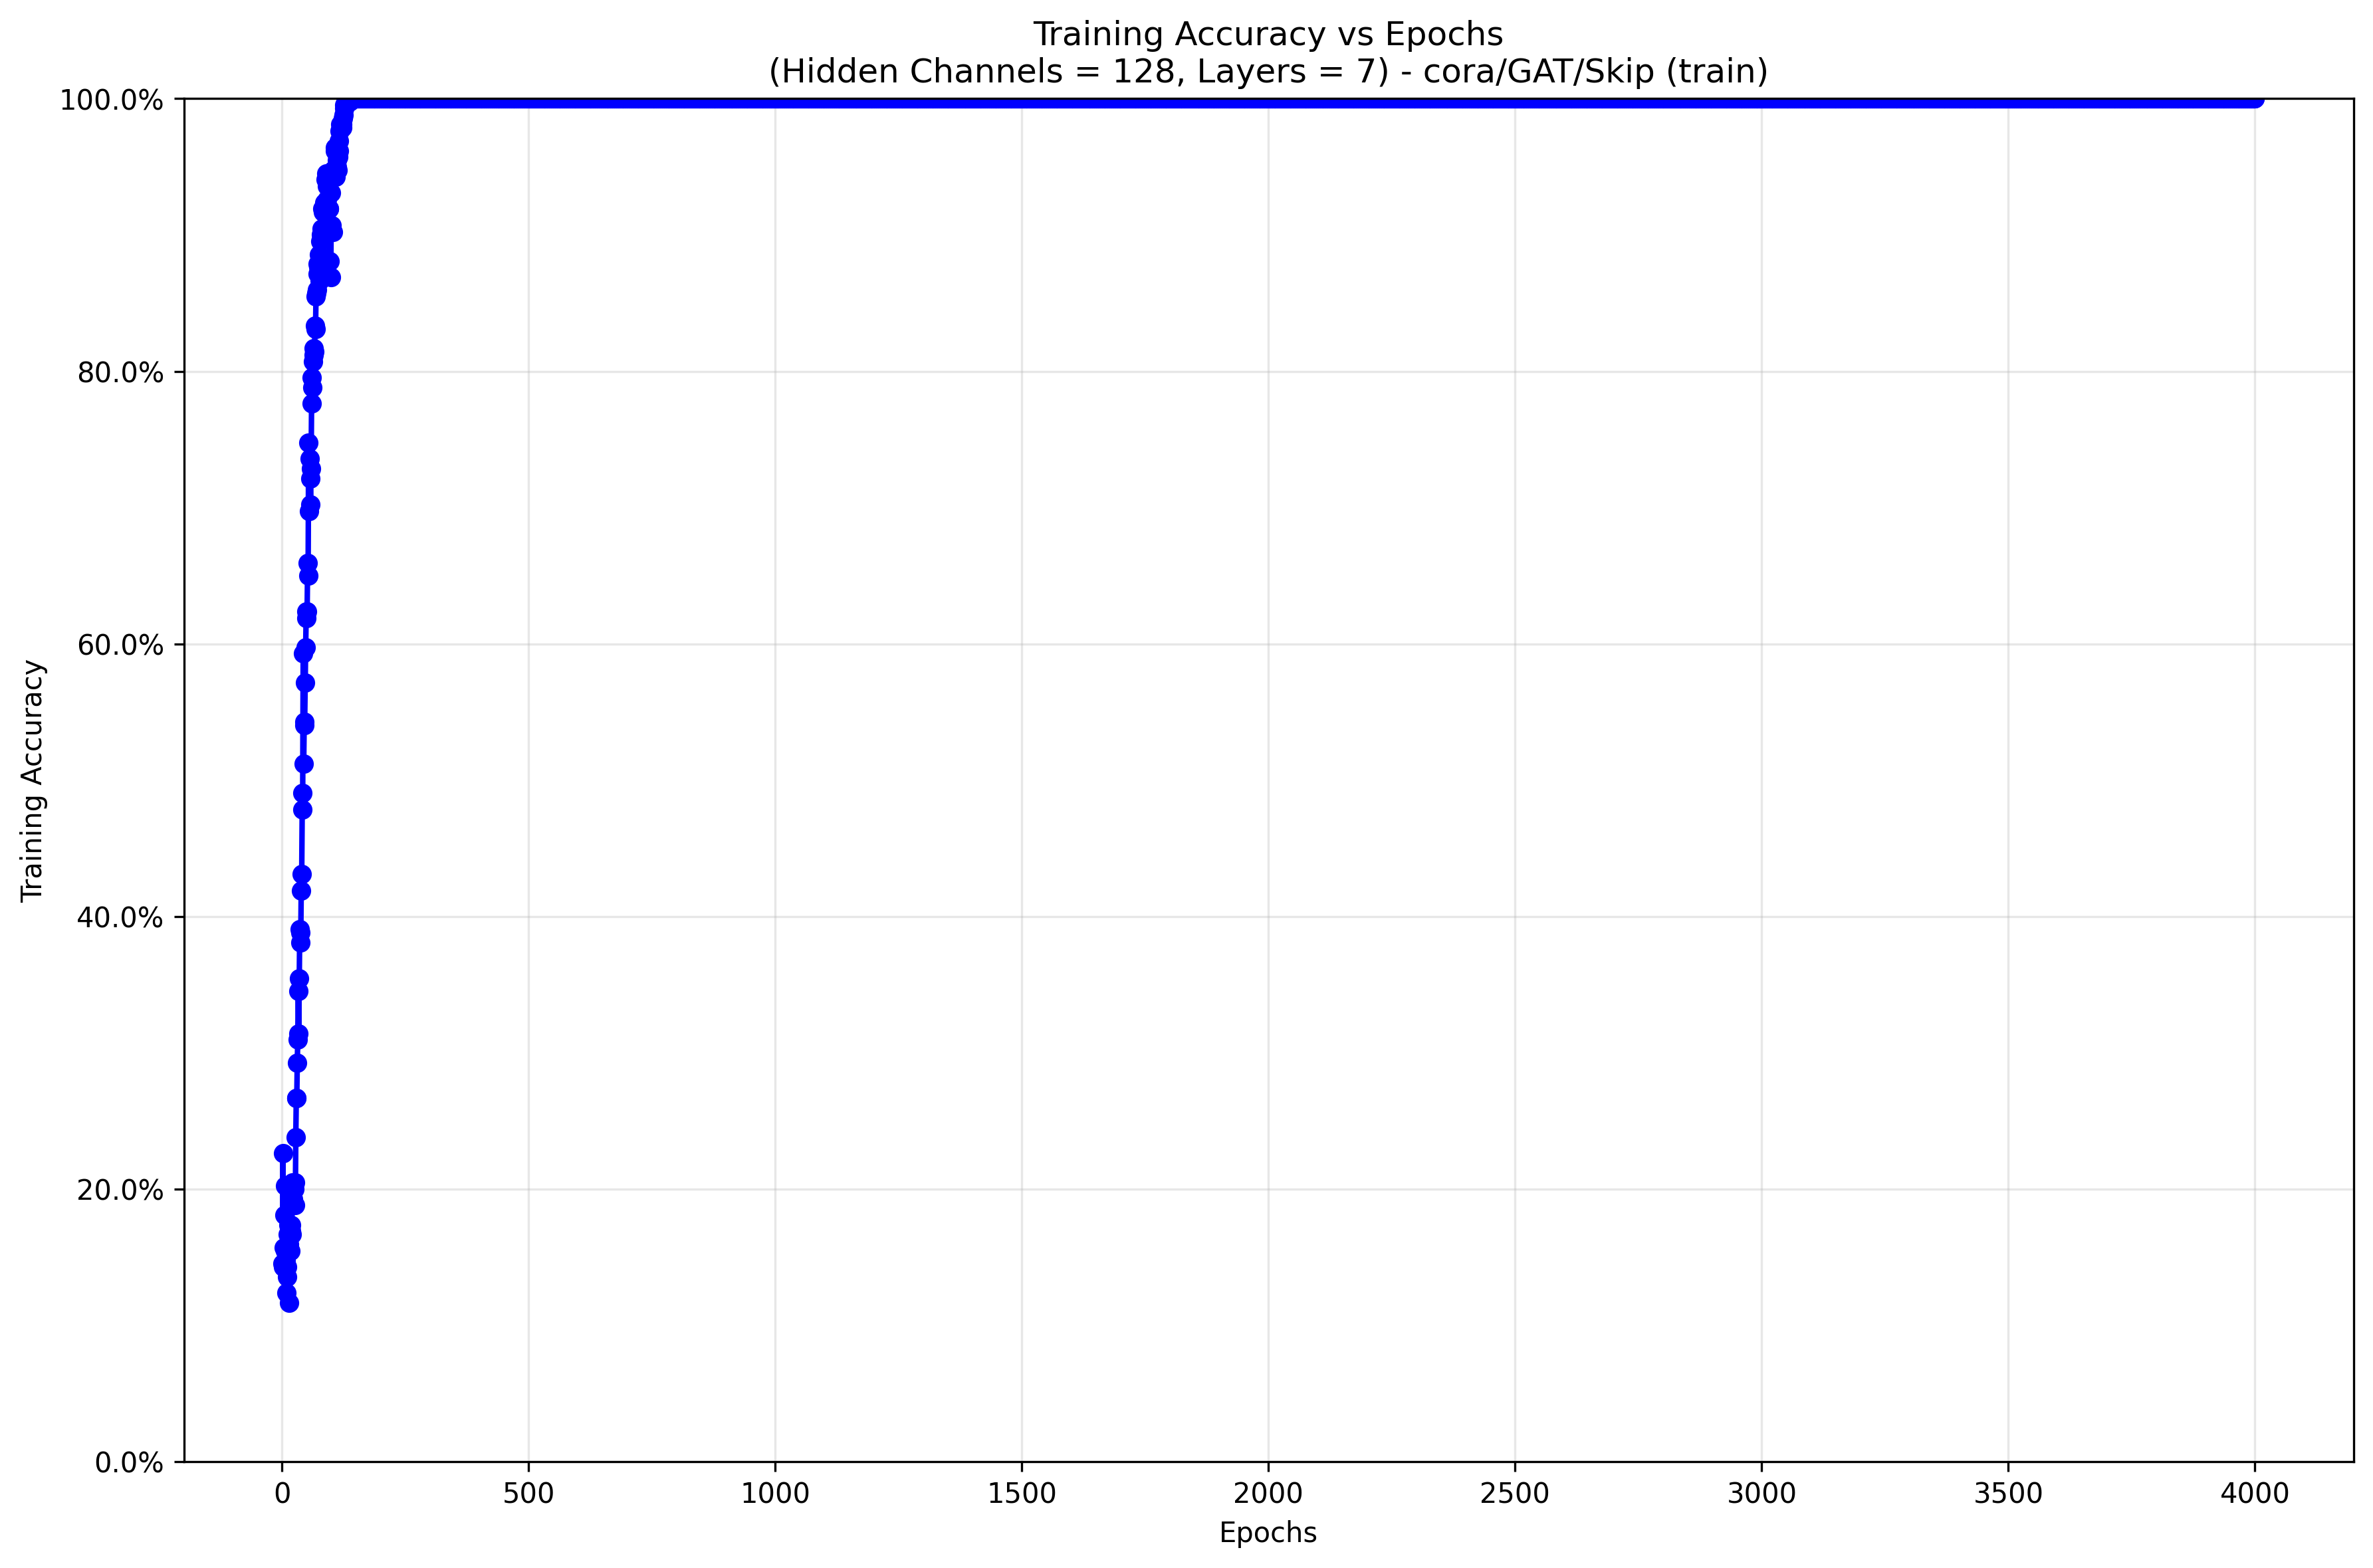 Training Accuracy vs Epochs
(Hidden Channels = 128, Layers = 7) - cora/GAT/Skip (train)
100.0%
80.0%
60.0%
40.0%
20.0%
0.0%
Training Accuracy
0 500 1000 1500 2000 2500 3000 3500 4000
Epochs